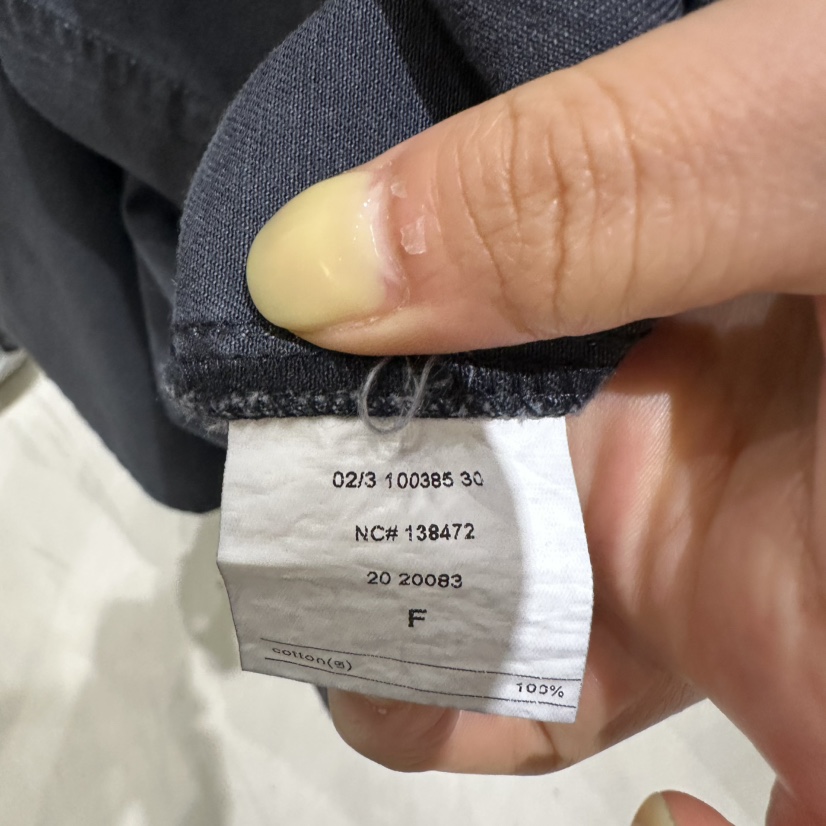 02/3 100385 30
NC# 138472
20 20083
F
cotton(g)
100%